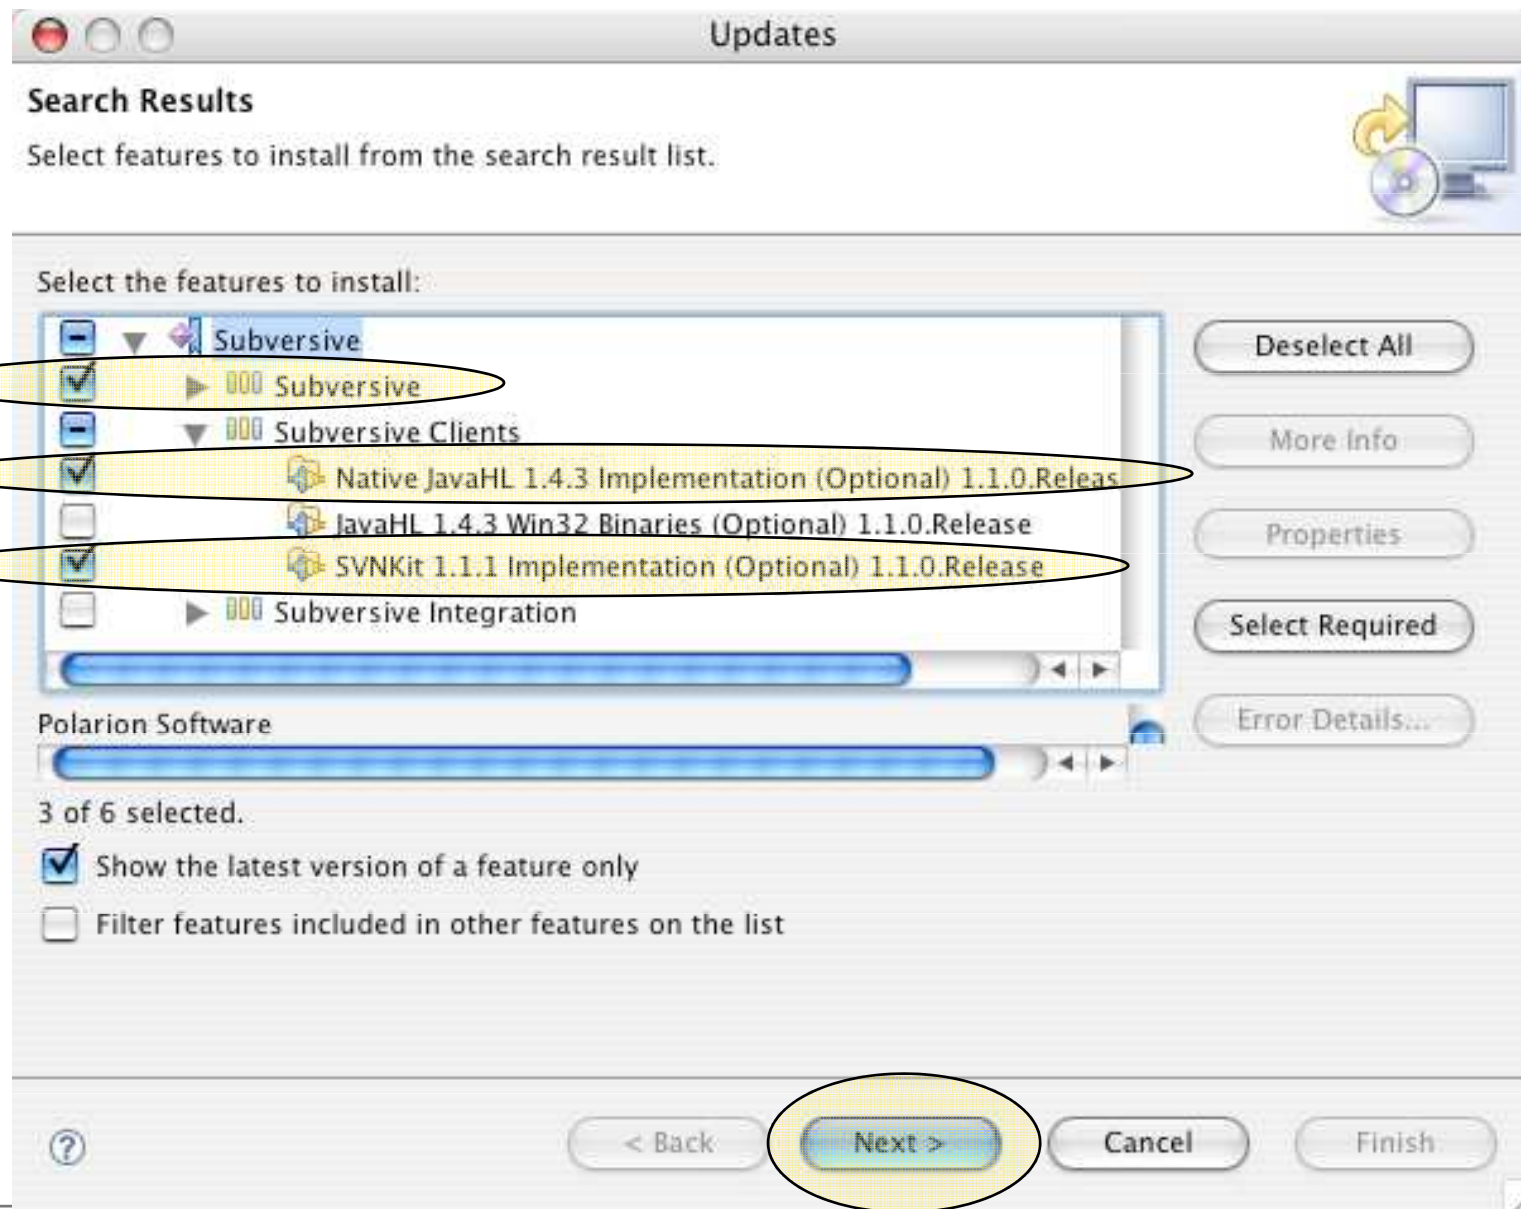 Updates
Search Results
Select features to install from the search result list.
Select the features to install:
Subversive
Deselect All
Subversive
Subversive Clients
More Info
Native JavaHL 1.4.3 Implementation (Optional) 1.1.0.Releas
JavaHL 1.4.3 Win32 Binaries (Optional) 1.1.0.Release
Properties
SVNKit 1.1.1 Implementation (Optional) 1.1.0.Release
Subversive Integration
Select Required
Polarion Software
Error Details...
3 of 6 selected.
Show the latest version of a feature only
Filter features included in other features on the list
?
< Back
Next >
Cancel
Finish